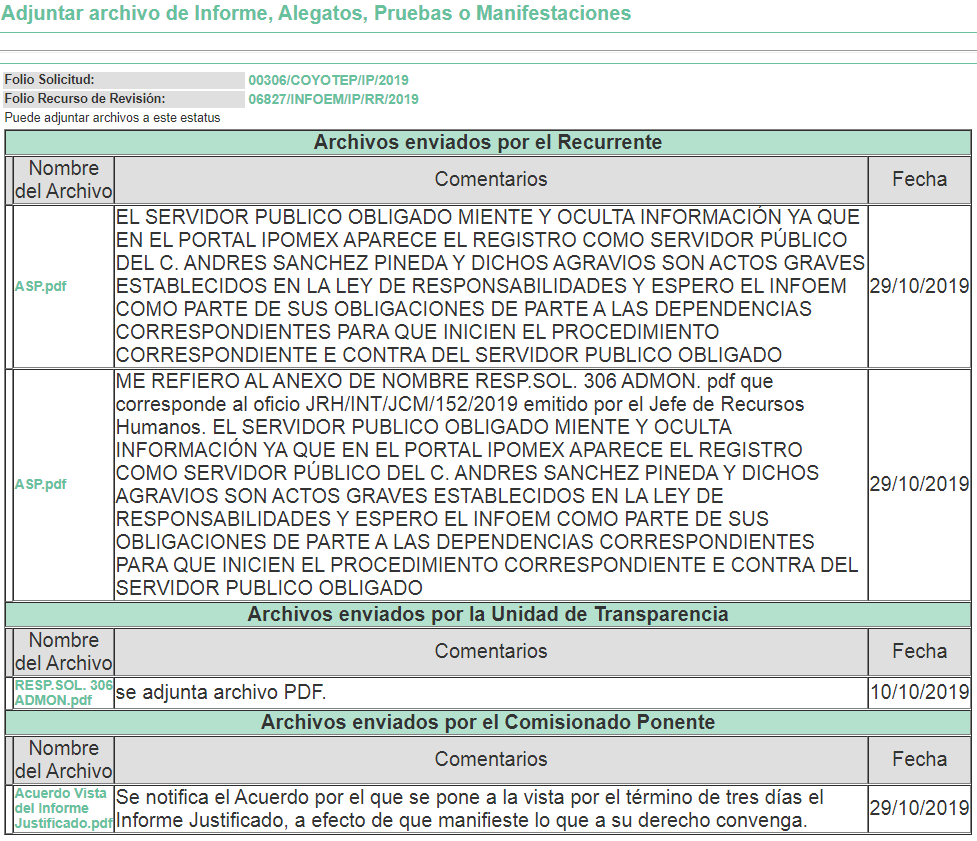 Adjuntar archivo de Informe, Alegatos, Pruebas o Manifestaciones
Folio Solicitud: 00306/COYOTEP/IP/2019
Folio Recurso de Revisión: 06827/INFOEM/IP/RR/2019
Puede adjuntar archivos a este estatus
Archivos enviados por el Recurrente
Nombre
del Archivo
Comentarios
Fecha
ASP.pdf
EL SERVIDOR PUBLICO OBLIGADO MIENTE Y OCULTA INFORMACIÓN YA QUE
EN EL PORTAL IPOMEX APARECE EL REGISTRO COMO SERVIDOR PÚBLICO
DEL C. ANDRES SANCHEZ PINEDA Y DICHOS AGRAVIOS SON ACTOS GRAVES
ESTABLECIDOS EN LA LEY DE RESPONSABILIDADES Y ESPERO EL INFOEM
COMO PARTE DE SUS OBLIGACIONES DE PARTE A LAS DEPENDENCIAS
CORRESPONDIENTES PARA QUE INICIEN EL PROCEDIMIENTO
CORRESPONDIENTE E CONTRA DEL SERVIDOR PUBLICO OBLIGADO
29/10/2019
ASP.pdf
ME REFIERO AL ANEXO DE NOMBRE RESP.SOL. 306 ADMON. pdf que
corresponde al oficio JRH/INT/JCM/152/2019 emitido por el Jefe de Recursos
Humanos. EL SERVIDOR PUBLICO OBLIGADO MIENTE Y OCULTA
INFORMACIÓN YA QUE EN EL PORTAL IPOMEX APARECE EL REGISTRO
COMO SERVIDOR PÚBLICO DEL C. ANDRES SANCHEZ PINEDA Y DICHOS
AGRAVIOS SON ACTOS GRAVES ESTABLECIDOS EN LA LEY DE
RESPONSABILIDADES Y ESPERO EL INFOEM COMO PARTE DE SUS
OBLIGACIONES DE PARTE A LAS DEPENDENCIAS CORRESPONDIENTES
PARA QUE INICIEN EL PROCEDIMIENTO CORRESPONDIENTE E CONTRA DEL
SERVIDOR PUBLICO OBLIGADO
29/10/2019
Archivos enviados por la Unidad de Transparencia
Nombre
del Archivo
Comentarios
Fecha
RESP.SOL. 306
ADMON.pdf
se adjunta archivo PDF.
10/10/2019
Archivos enviados por el Comisionado Ponente
Nombre
del Archivo
Comentarios
Fecha
Acuerdo Vista
del Informe
Justificado.pdf
Se notifica el Acuerdo por el que se pone a la vista por el término de tres días el
Informe Justificado, a efecto de que manifieste lo que a su derecho convenga.
29/10/2019